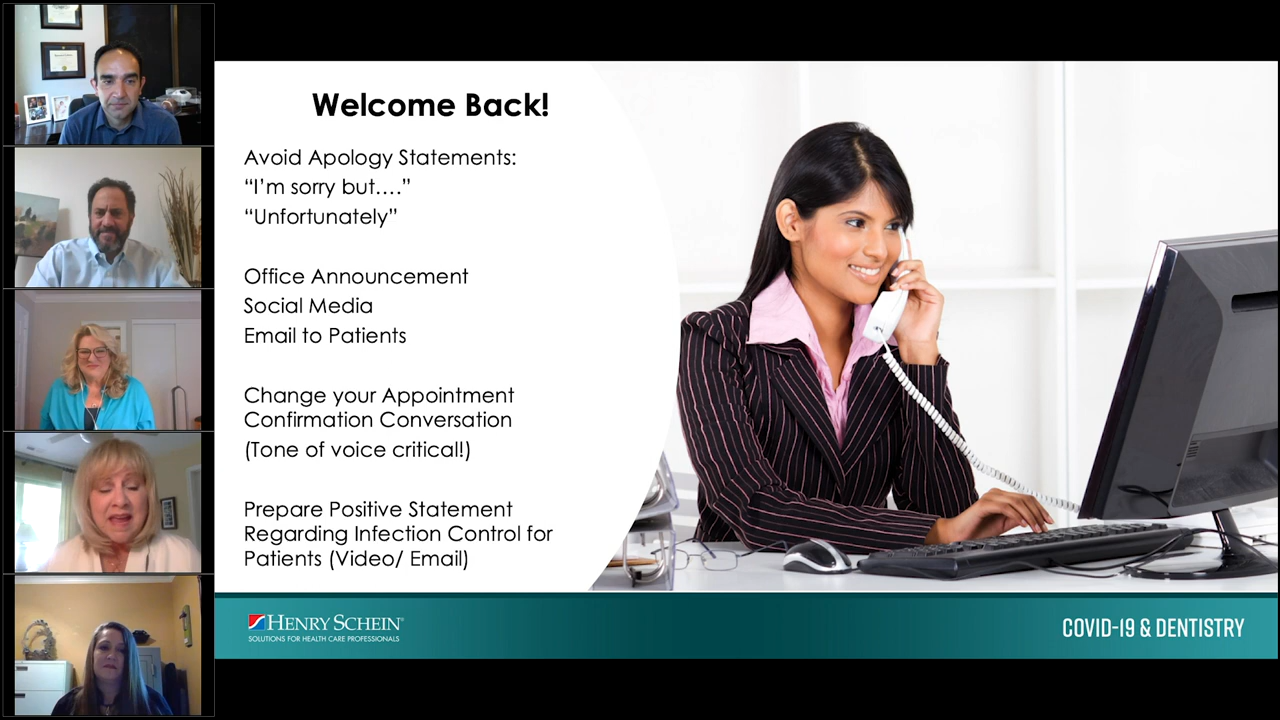 Welcome Back!
Avoid Apology Statements:
“I’m sorry but....”
“Unfortunately”
Office Announcement
Social Media
Email to Patients
Change your Appointment
Confirmation Conversation
(Tone of voice critical!)
Prepare Positive Statement
Regarding Infection Control for
Patients (Video/ Email)
HENRY SCHEIN®
SOLUTIONS FOR HEALTH CARE PROFESSIONALS
COVID-19 & DENTISTRY